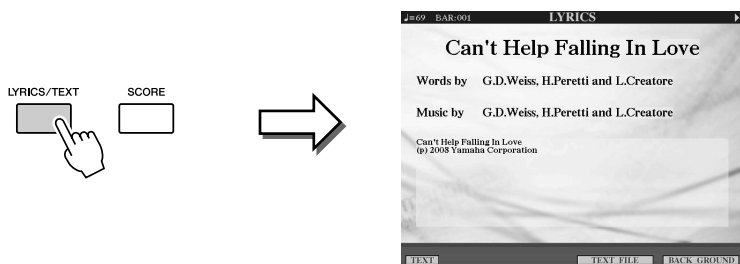 LYRICS/TEXT SCORE
♩=69 BAR:001 LYRICS
Can't Help Falling In Love
Words by G.D.Weiss, H.Peretti and L.Creatore
Music by G.D.Weiss, H.Peretti and L.Creatore
Can't Help Falling In Love
(p) 2008 Yamaha Corporation
TEXT TEXT FILE BACK GROUND